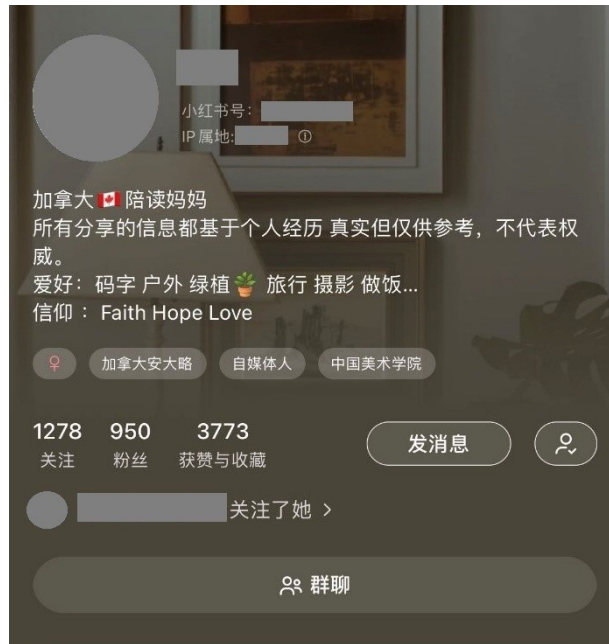 小红书号：
IP属地:
加拿大🇨🇦陪读妈妈
所有分享的信息都基于个人经历 真实但仅供参考，不代表权
威。
爱好：码字 户外 绿植🪴 旅行 摄影 做饭...
信仰 ：Faith Hope Love
♀ 加拿大安大略 自媒体人 中国美术学院
1278 950 3773
关注 粉丝 获赞与收藏
发消息
关注了她 >
群聊